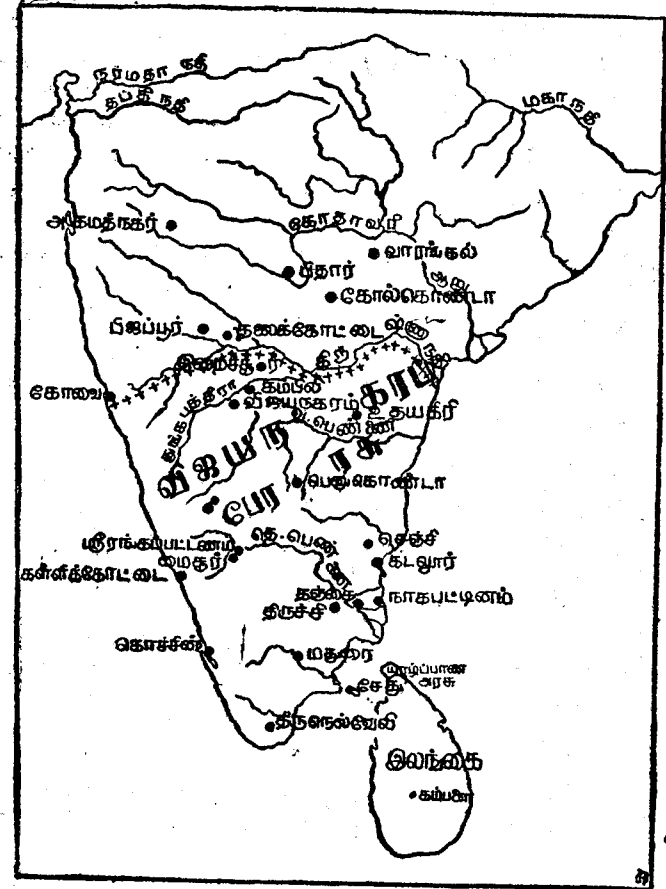 நர்மதா நதி
தப்தி நதி
மகாநதி
அகமத்நகர்
கோதாவரி
வாரங்கல்
பிதார்
ஆறு
கோல்கொண்டா
பிஜப்பூர்
தலைக்கோட்டை
கோவை
கம்பிலி
விஜயநகரம்
உதயகிரி
துங்கபத்திரா
வ.பெண்ணை
விஜயநகரப்
பேரரசு
பெனுகொண்டா
ஸ்ரீரங்கப்பட்டணம்
மைசூர்
தெ.பெண்ணை
செஞ்சி
கடலூர்
கள்ளிக்கோட்டை
தஞ்சை
திருச்சி
நாகபட்டினம்
கொச்சின்
மதுரை
யாழ்ப்பாண
அரசு
சேது
திருநெல்வேலி
இலங்கை
கம்பளை